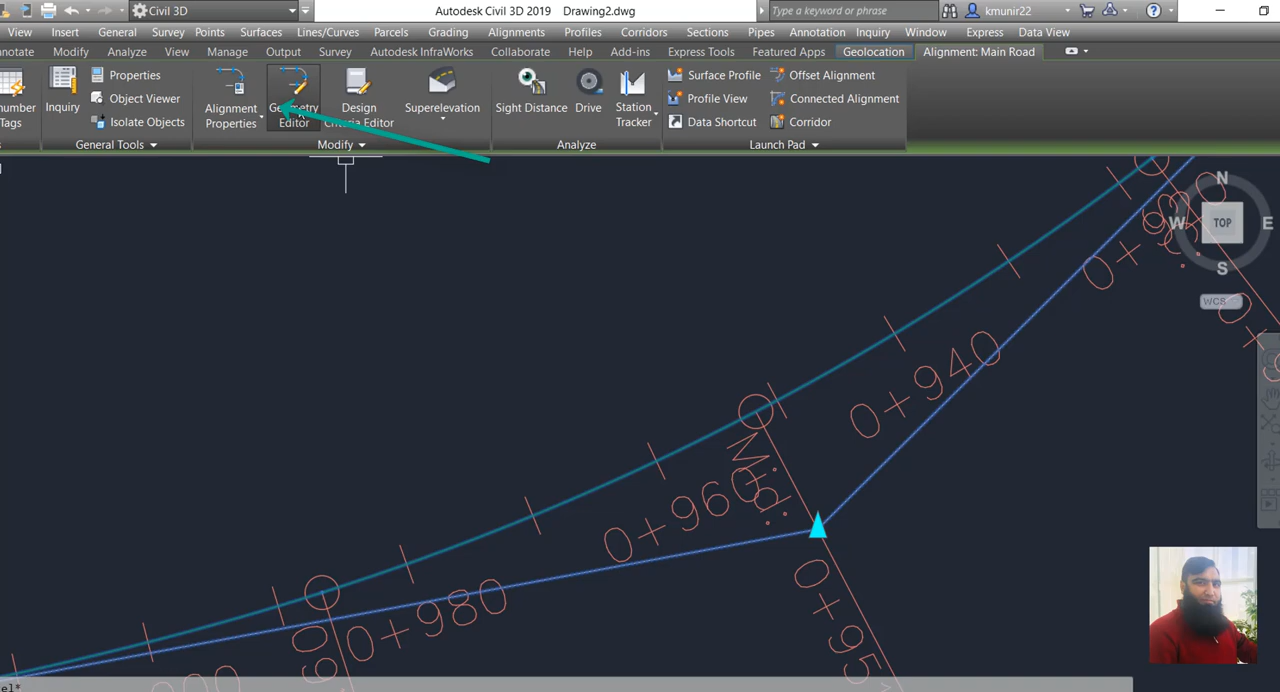 Civil 3D
Autodesk Civil 3D 2019 Drawing2.dwg
Type a keyword or phrase
kmunir22
View Insert General Survey Points Surfaces Lines/Curves Parcels Grading Alignments Profiles Corridors Sections Pipes Annotation Inquiry Window Express Data View
notate Modify Analyze View Manage Output Survey Autodesk InfraWorks Collaborate Help Add-ins Express Tools Featured Apps Geolocation Alignment: Main Road
number
Tags
Inquiry
Properties
Object Viewer
Isolate Objects
General Tools
Alignment
Properties
Geometry
Editor
Design
Criteria Editor
Superelevation
Modify
Sight Distance
Drive
Station
Tracker
Analyze
Surface Profile
Profile View
Data Shortcut
Offset Alignment
Connected Alignment
Corridor
Launch Pad
N
W
TOP
E
S
WCS
0+940
0+960
Mid:
0+980
0+95
el*